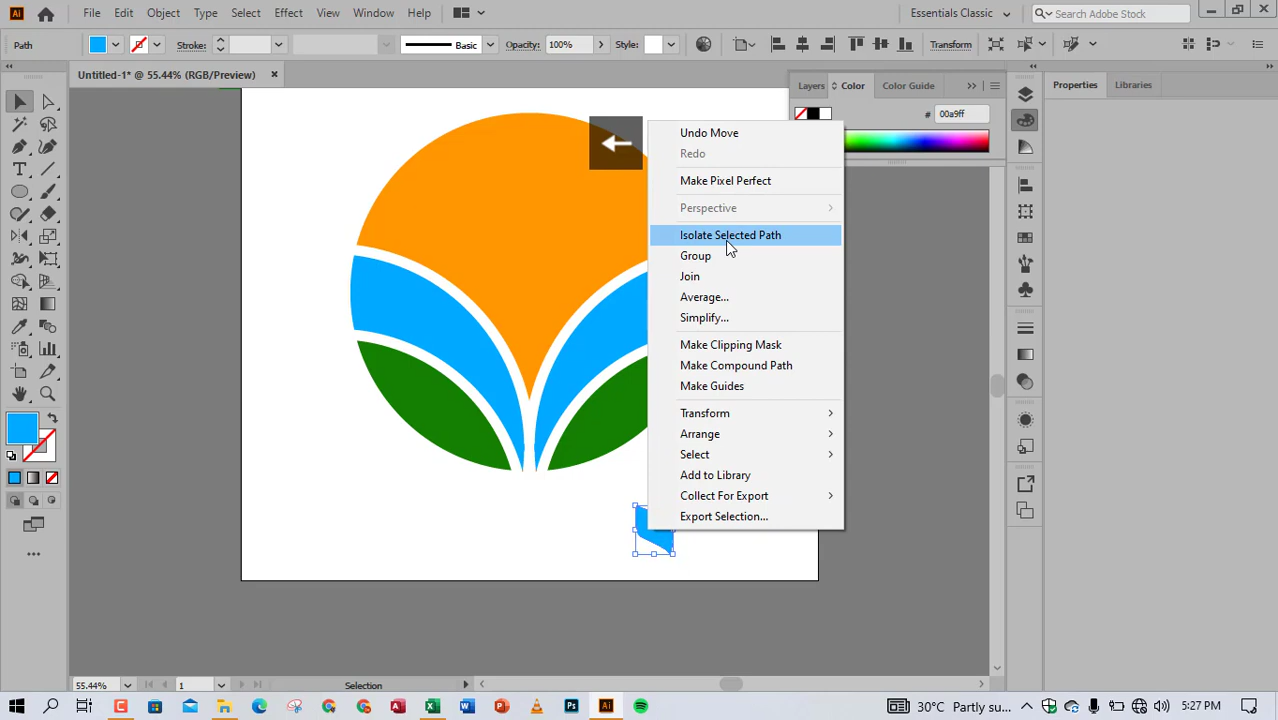 Ai File Edit Object Type Select Effect View Window Help Essentials Classic Search Adobe Stock
Path Stroke: Basic Opacity: 100% Style: Transform
Untitled-1* @ 55.44% (RGB/Preview)
Layers Color Color Guide
Properties Libraries
# 00a9ff
Undo Move
Redo
Make Pixel Perfect
Perspective
Isolate Selected Path
Group
Join
Average...
Simplify...
Make Clipping Mask
Make Compound Path
Make Guides
Transform
Arrange
Select
Add to Library
Collect For Export
Export Selection...
55.44% 1 Selection
Ps Ai
30°C Partly su... 5:27 PM